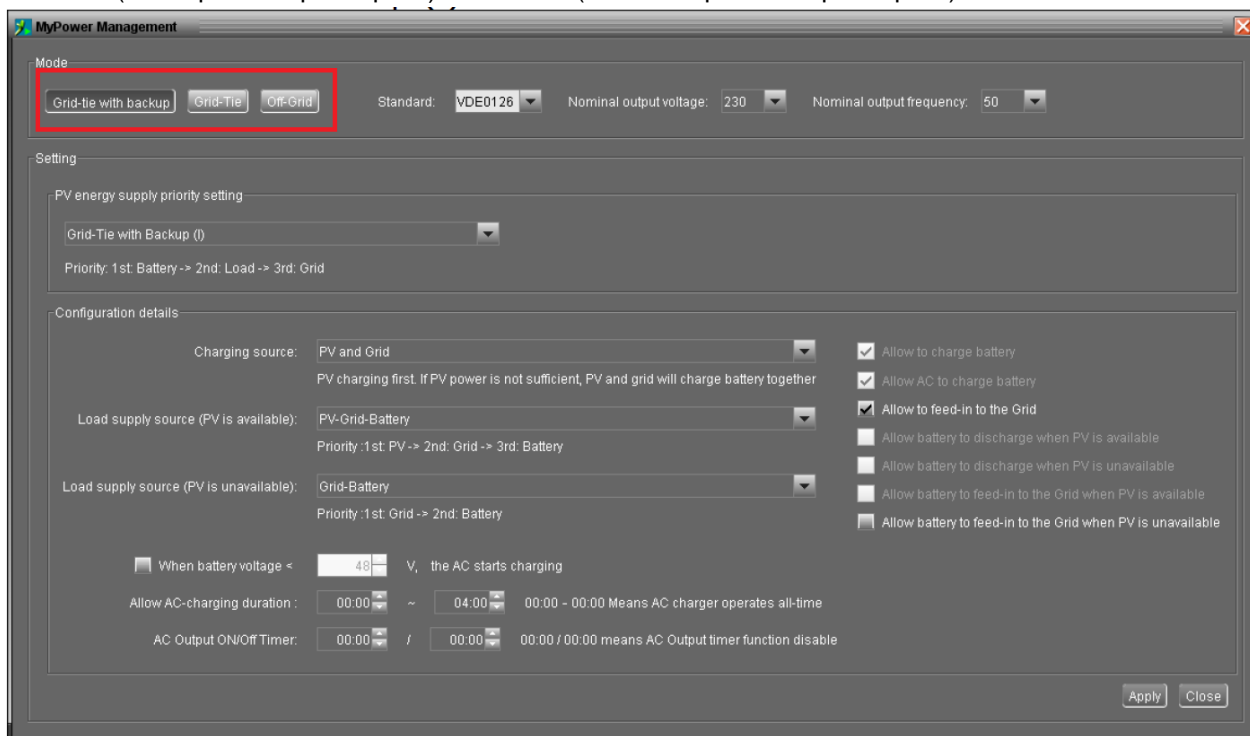 MyPower Management
Mode
Grid-tie with backup Grid-Tie Off-Grid Standard: VDE0126 Nominal output voltage: 230 Nominal output frequency: 50
Setting
PV energy supply priority setting
Grid-Tie with Backup (I)
Priority: 1st: Battery -> 2nd: Load -> 3rd: Grid
Configuration details
Charging source: PV and Grid Allow to charge battery
PV charging first. If PV power is not sufficient, PV and grid will charge battery together Allow AC to charge battery
Load supply source (PV is available): PV-Grid-Battery Allow to feed-in to the Grid
Priority :1st: PV -> 2nd: Grid -> 3rd: Battery Allow battery to discharge when PV is available
Allow battery to discharge when PV is unavailable
Load supply source (PV is unavailable): Grid-Battery Allow battery to feed-in to the Grid when PV is available
Priority :1st: Grid -> 2nd: Battery Allow battery to feed-in to the Grid when PV is unavailable
When battery voltage < 48 V, the AC starts charging
Allow AC-charging duration : 00:00 ~ 04:00 00:00 - 00:00 Means AC charger operates all-time
AC Output ON/Off Timer: 00:00 / 00:00 00:00 / 00:00 means AC Output timer function disable
Apply Close